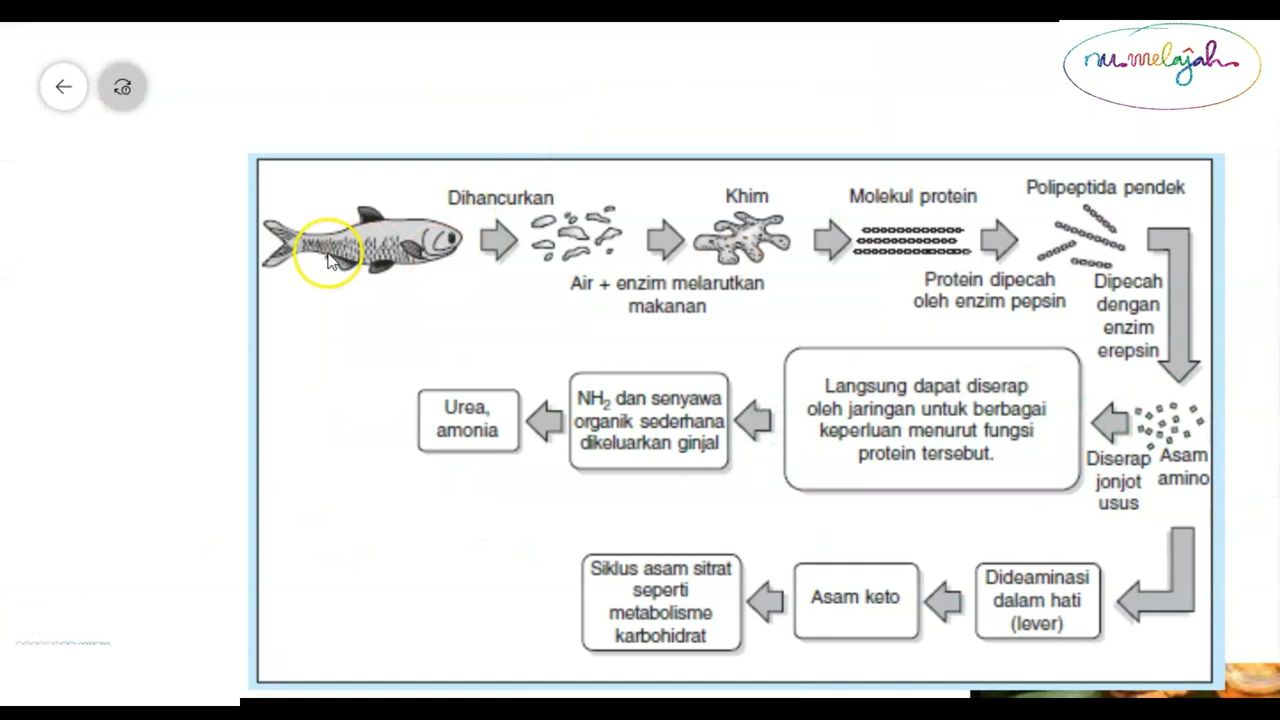 nu.melajah
Dihancurkan
Khim
Molekul protein
Polipeptida pendek
Air + enzim melarutkan
makanan
Protein dipecah
oleh enzim pepsin
Dipecah
dengan
enzim
erepsin
Urea,
amonia
NH₂ dan senyawa
organik sederhana
dikeluarkan ginjal
Langsung dapat diserap
oleh jaringan untuk berbagai
keperluan menurut fungsi
protein tersebut.
Diserap
jonjot
usus
Asam
amino
Siklus asam sitrat
seperti
metabolisme
karbohidrat
Asam keto
Dideaminasi
dalam hati
(lever)